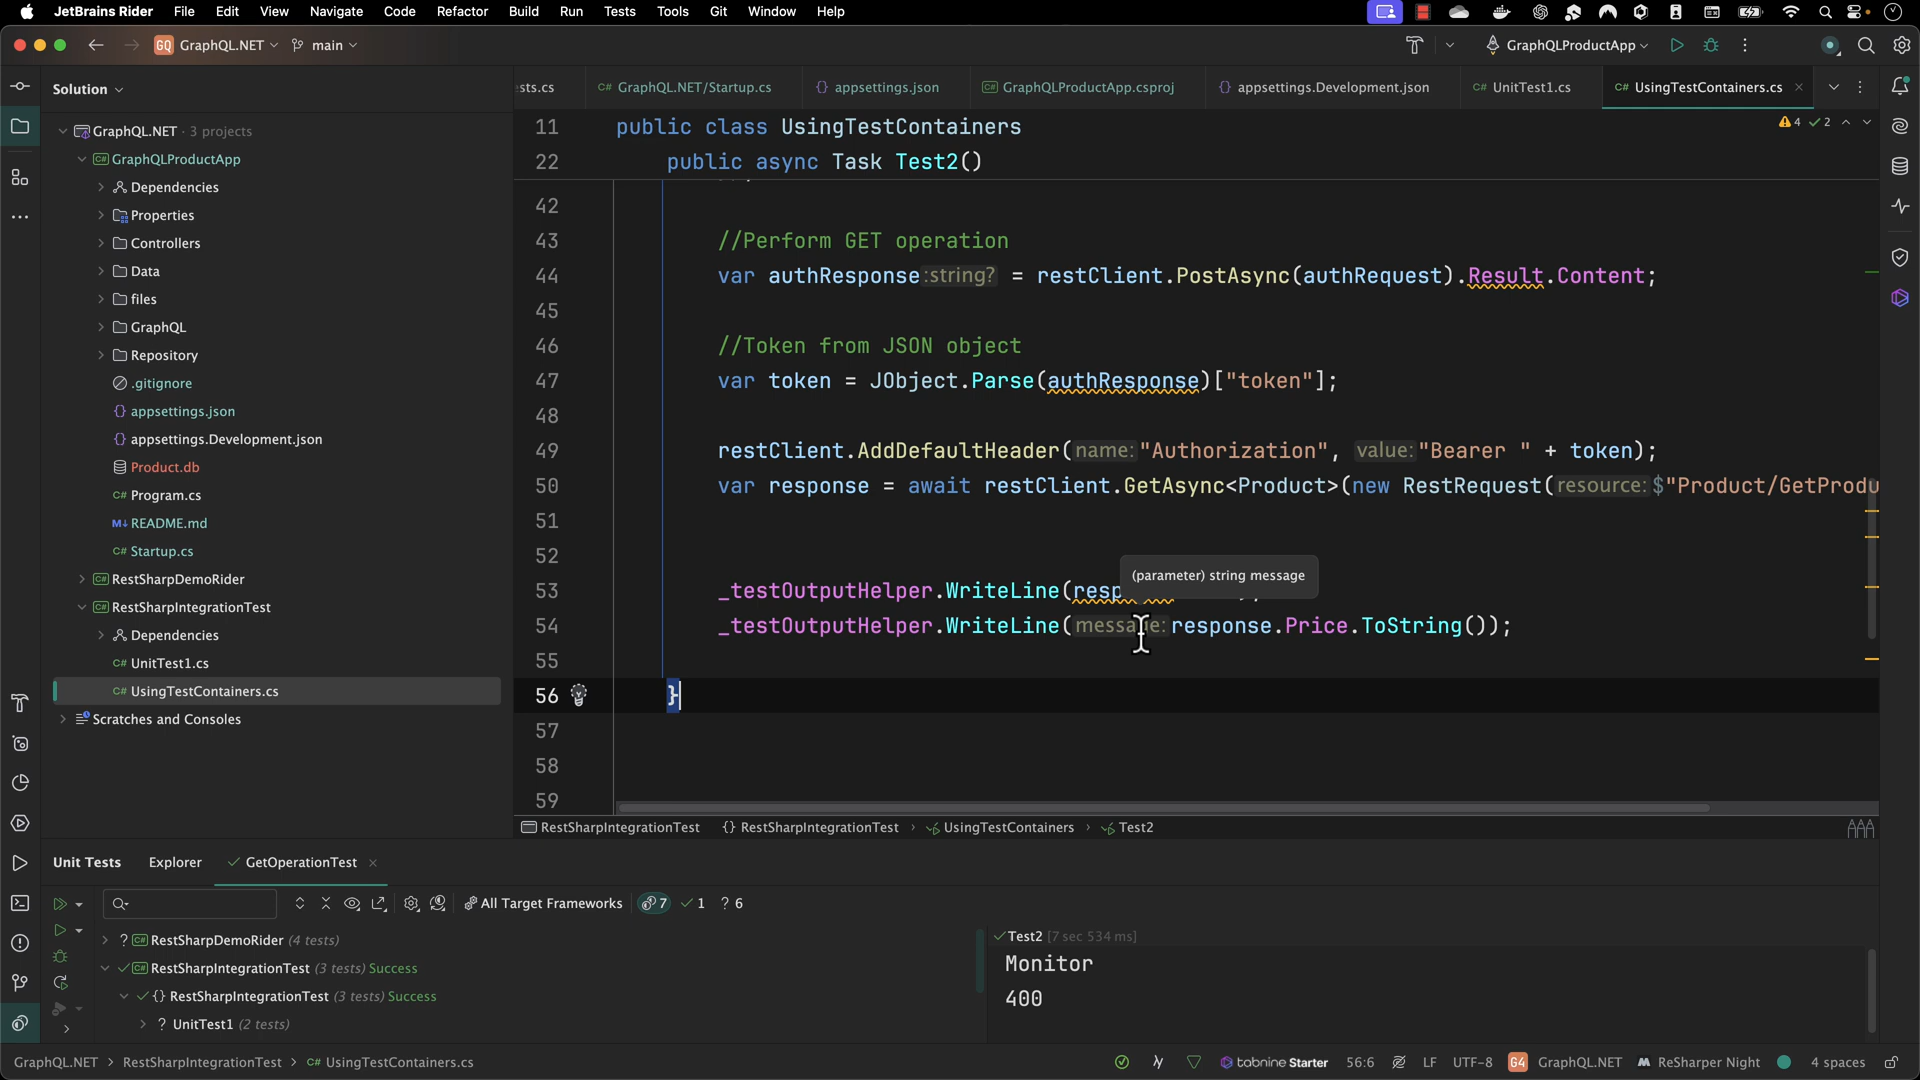 JetBrains Rider File Edit View Navigate Code Refactor Build Run Tests Tools Git Window Help
GQ GraphQL.NET main GraphQLProductApp
Solution
sts.cs C# GraphQL.NET/Startup.cs {} appsettings.json C# GraphQLProductApp.csproj {} appsettings.Development.json C# UnitTest1.cs C# UsingTestContainers.cs
GraphQL.NET · 3 projects
C# GraphQLProductApp
Dependencies
Properties
Controllers
Data
files
GraphQL
Repository
.gitignore
{} appsettings.json
{} appsettings.Development.json
Product.db
C# Program.cs
M↓ README.md
C# Startup.cs
C# RestSharpDemoRider
C# RestSharpIntegrationTest
Dependencies
C# UnitTest1.cs
C# UsingTestContainers.cs
Scratches and Consoles
4 2
11 public class UsingTestContainers
22 public async Task Test2()
42
43 //Perform GET operation
44 var authResponse :string? = restClient.PostAsync(authRequest).Result.Content;
45
46 //Token from JSON object
47 var token = JObject.Parse(authResponse)["token"];
48
49 restClient.AddDefaultHeader( name: "Authorization", value: "Bearer " + token);
50 var response = await restClient.GetAsync<Product>(new RestRequest( resource: $"Product/GetProdu
51
52
(parameter) string message
53 _testOutputHelper.WriteLine(resp
54 _testOutputHelper.WriteLine( message: response.Price.ToString());
55
56 }
57
58
59
RestSharpIntegrationTest {} RestSharpIntegrationTest › UsingTestContainers › Test2
Unit Tests Explorer GetOperationTest
All Target Frameworks 7 1 ? 6
? C# RestSharpDemoRider (4 tests)
C# RestSharpIntegrationTest (3 tests) Success
{} RestSharpIntegrationTest (3 tests) Success
? UnitTest1 (2 tests)
Test2 [7 sec 534 ms]
Monitor
400
GraphQL.NET › RestSharpIntegrationTest › C# UsingTestContainers.cs
tabnine Starter 56:6 LF UTF-8 G4 GraphQL.NET ReSharper Night 4 spaces